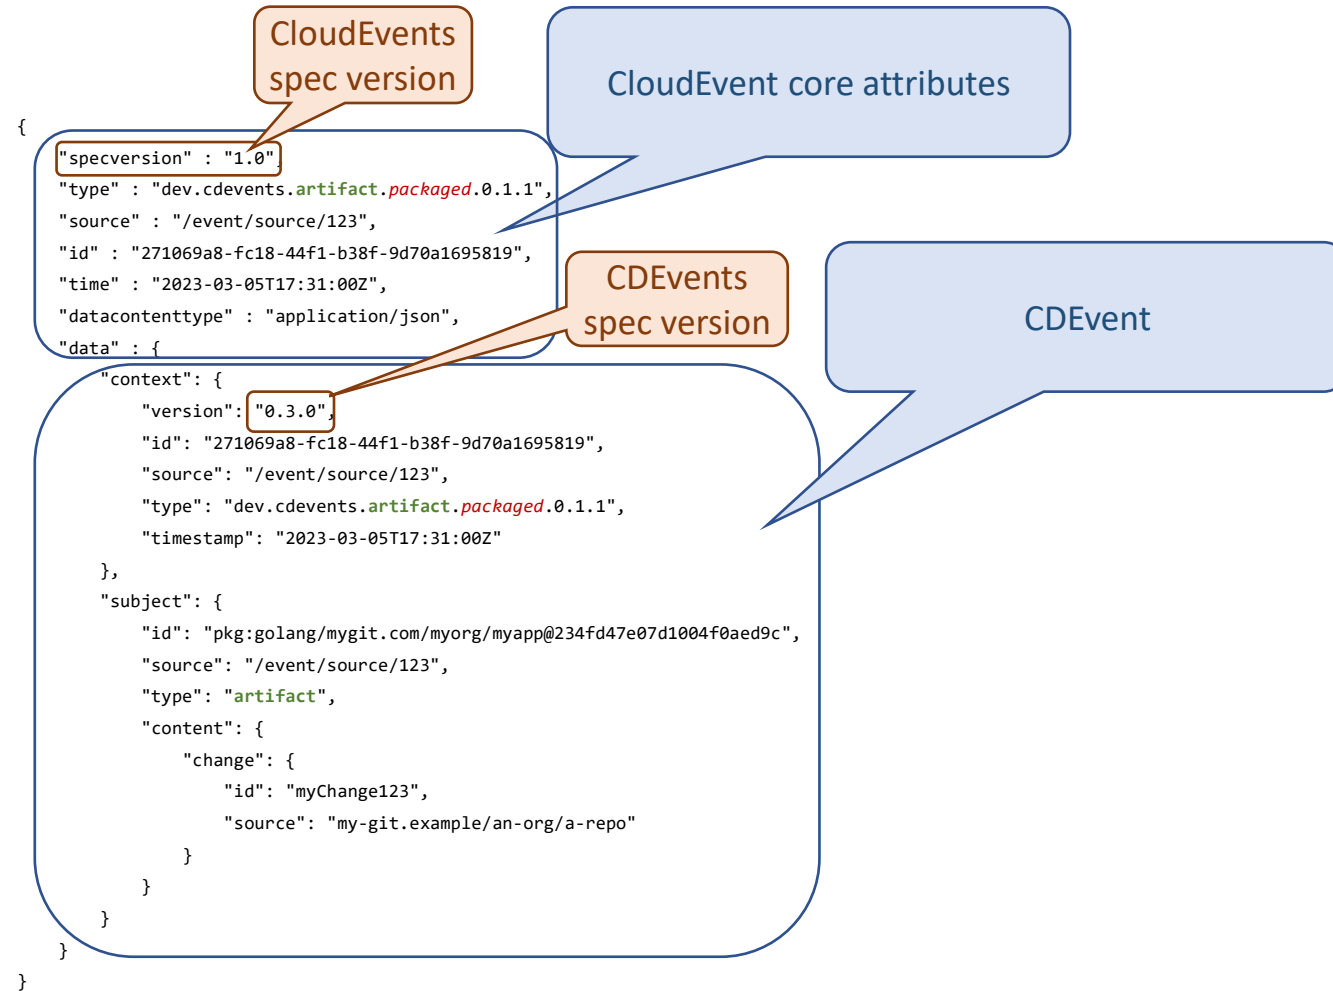 CloudEvents
spec version
CloudEvent core attributes
{
"specversion" : "1.0",
"type" : "dev.cdevents.artifact.packaged.0.1.1",
"source" : "/event/source/123",
"id" : "271069a8-fc18-44f1-b38f-9d70a1695819",
"time" : "2023-03-05T17:31:00Z",
"datacontenttype" : "application/json",
"data" : {
CDEvents
spec version
CDEvent
"context": {
"version": "0.3.0",
"id": "271069a8-fc18-44f1-b38f-9d70a1695819",
"source": "/event/source/123",
"type": "dev.cdevents.artifact.packaged.0.1.1",
"timestamp": "2023-03-05T17:31:00Z"
},
"subject": {
"id": "pkg:golang/mygit.com/myorg/myapp@234fd47e07d1004f0aed9c",
"source": "/event/source/123",
"type": "artifact",
"content": {
"change": {
"id": "myChange123",
"source": "my-git.example/an-org/a-repo"
}
}
}
}
}